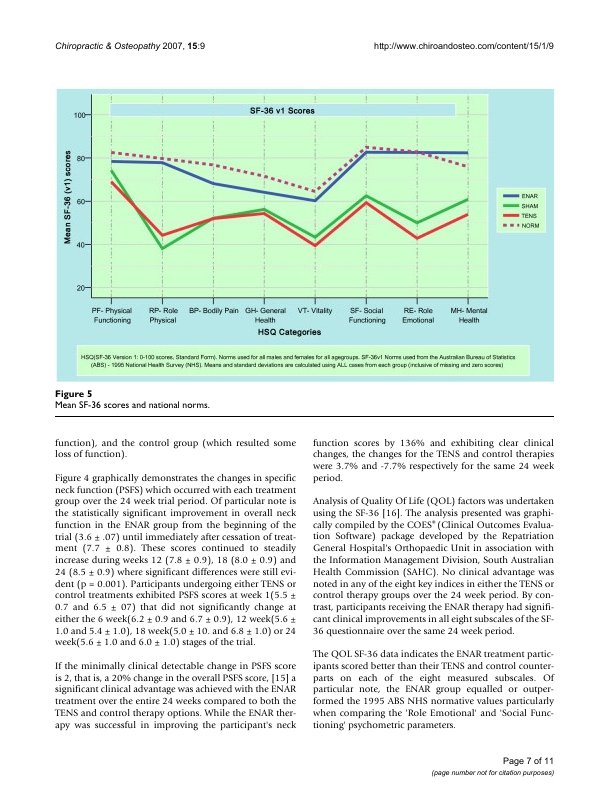 Chiropractic & Osteopathy 2007, 15:9
http://www.chiroandosteo.com/content/15/1/9
SF-36 v1 Scores
Mean SF-36 (v1) scores
100
80
60
40
20
ENAR
SHAM
TENS
NORM
PF- Physical Functioning
RP- Role Physical
BP- Bodily Pain
GH- General Health
VT- Vitality
SF- Social Functioning
RE- Role Emotional
MH- Mental Health
HSQ Categories
HSQ(SF-36 Version 1: 0-100 scores, Standard Form). Norms used for all males and females for all agegroups. SF-36v1 Norms used from the Australian Bureau of Statistics
(ABS) - 1995 National Health Survey (NHS). Means and standard deviations are calculated using ALL cases from each group (inclusive of missing and zero scores)
Figure 5
Mean SF-36 scores and national norms.
function), and the control group (which resulted some
loss of function).
Figure 4 graphically demonstrates the changes in specific
neck function (PSFS) which occurred with each treatment
group over the 24 week trial period. Of particular note is
the statistically significant improvement in overall neck
function in the ENAR group from the beginning of the
trial (3.6 ± .07) until immediately after cessation of treat-
ment (7.7 ± 0.8). These scores continued to steadily
increase during weeks 12 (7.8 ± 0.9), 18 (8.0 ± 0.9) and
24 (8.5 ± 0.9) where significant differences were still evi-
dent (p = 0.001). Participants undergoing either TENS or
control treatments exhibited PSFS scores at week 1(5.5 ±
0.7 and 6.5 ± 07) that did not significantly change at
either the 6 week(6.2 ± 0.9 and 6.7 ± 0.9), 12 week(5.6 ±
1.0 and 5.4 ± 1.0), 18 week(5.0 ± 10. and 6.8 ± 1.0) or 24
week(5.6 ± 1.0 and 6.0 ± 1.0) stages of the trial.
If the minimally clinical detectable change in PSFS score
is 2, that is, a 20% change in the overall PSFS score, [15] a
significant clinical advantage was achieved with the ENAR
treatment over the entire 24 weeks compared to both the
TENS and control therapy options. While the ENAR ther-
apy was successful in improving the participant's neck
function scores by 136% and exhibiting clear clinical
changes, the changes for the TENS and control therapies
were 3.7% and -7.7% respectively for the same 24 week
period.
Analysis of Quality Of Life (QOL) factors was undertaken
using the SF-36 [16]. The analysis presented was graphi-
cally compiled by the COES® (Clinical Outcomes Evalua-
tion Software) package developed by the Repatriation
General Hospital's Orthopaedic Unit in association with
the Information Management Division, South Australian
Health Commission (SAHC). No clinical advantage was
noted in any of the eight key indices in either the TENS or
control therapy groups over the 24 week period. By con-
trast, participants receiving the ENAR therapy had signifi-
cant clinical improvements in all eight subscales of the SF-
36 questionnaire over the same 24 week period.
The QOL SF-36 data indicates the ENAR treatment partic-
ipants scored better than their TENS and control counter-
parts on each of the eight measured subscales. Of
particular note, the ENAR group equalled or outper-
formed the 1995 ABS NHS normative values particularly
when comparing the 'Role Emotional' and 'Social Func-
tioning' psychometric parameters.
Page 7 of 11
(page number not for citation purposes)